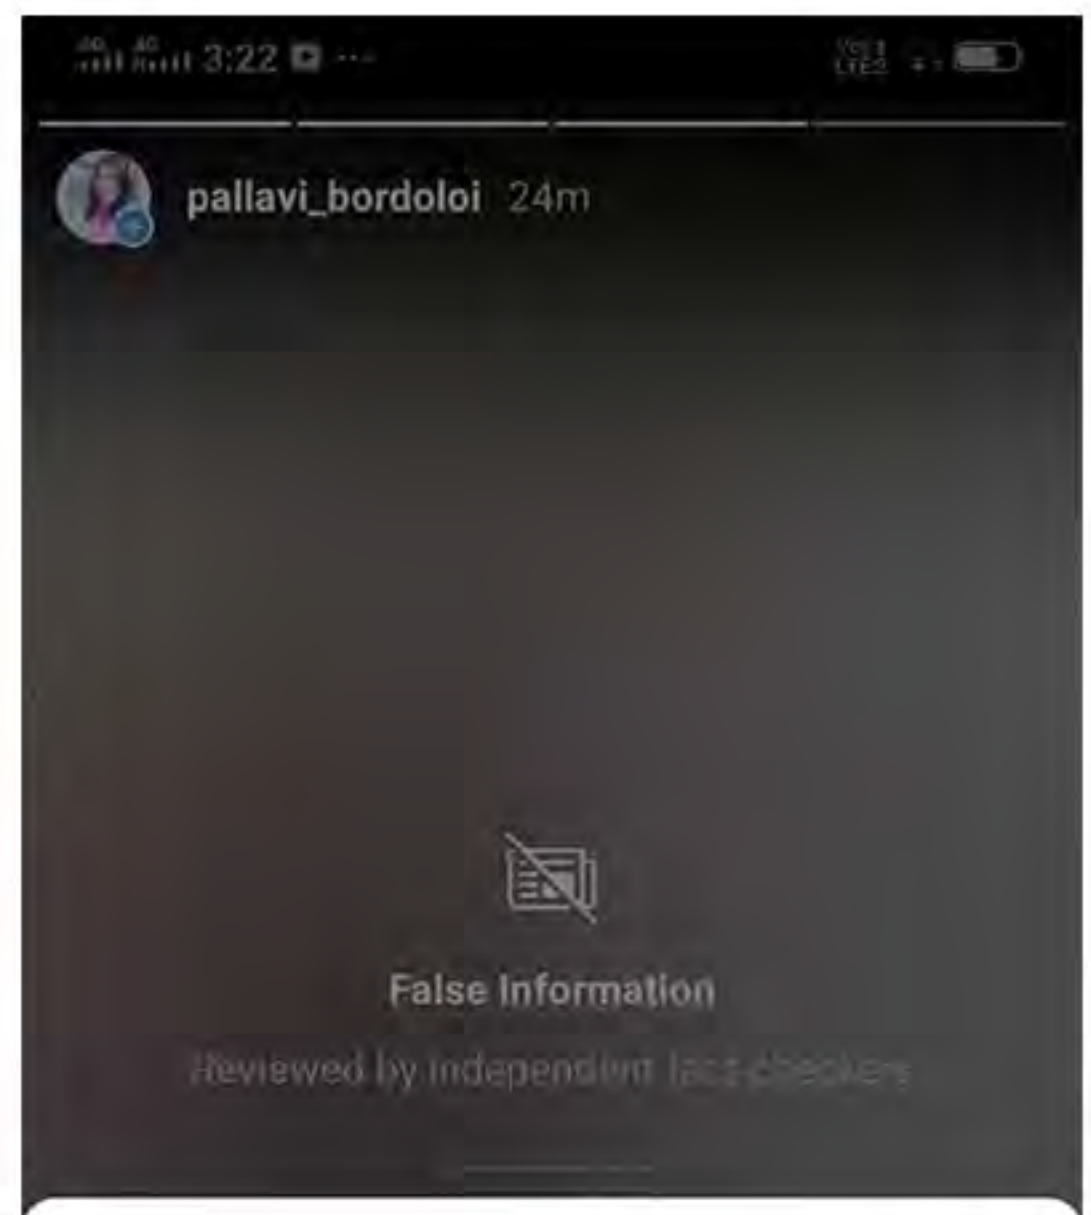 3:22
pallavi_bordoloi 24m
False Information
Reviewed by independent fact-checkers